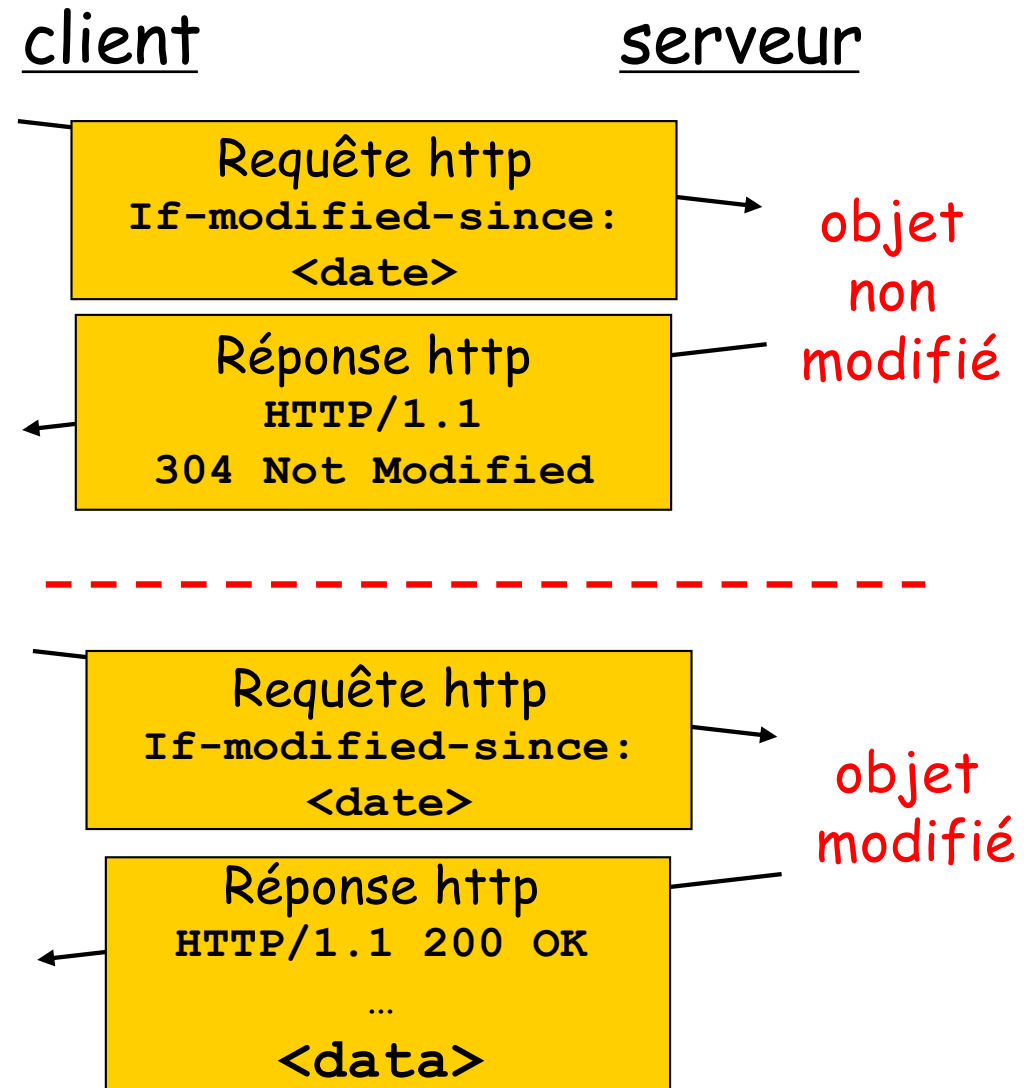 client
serveur
Requête http
If-modified-since:
<date>
objet
non
modifié
Réponse http
HTTP/1.1
304 Not Modified
Requête http
If-modified-since:
<date>
objet
modifié
Réponse http
HTTP/1.1 200 OK
…
<data>